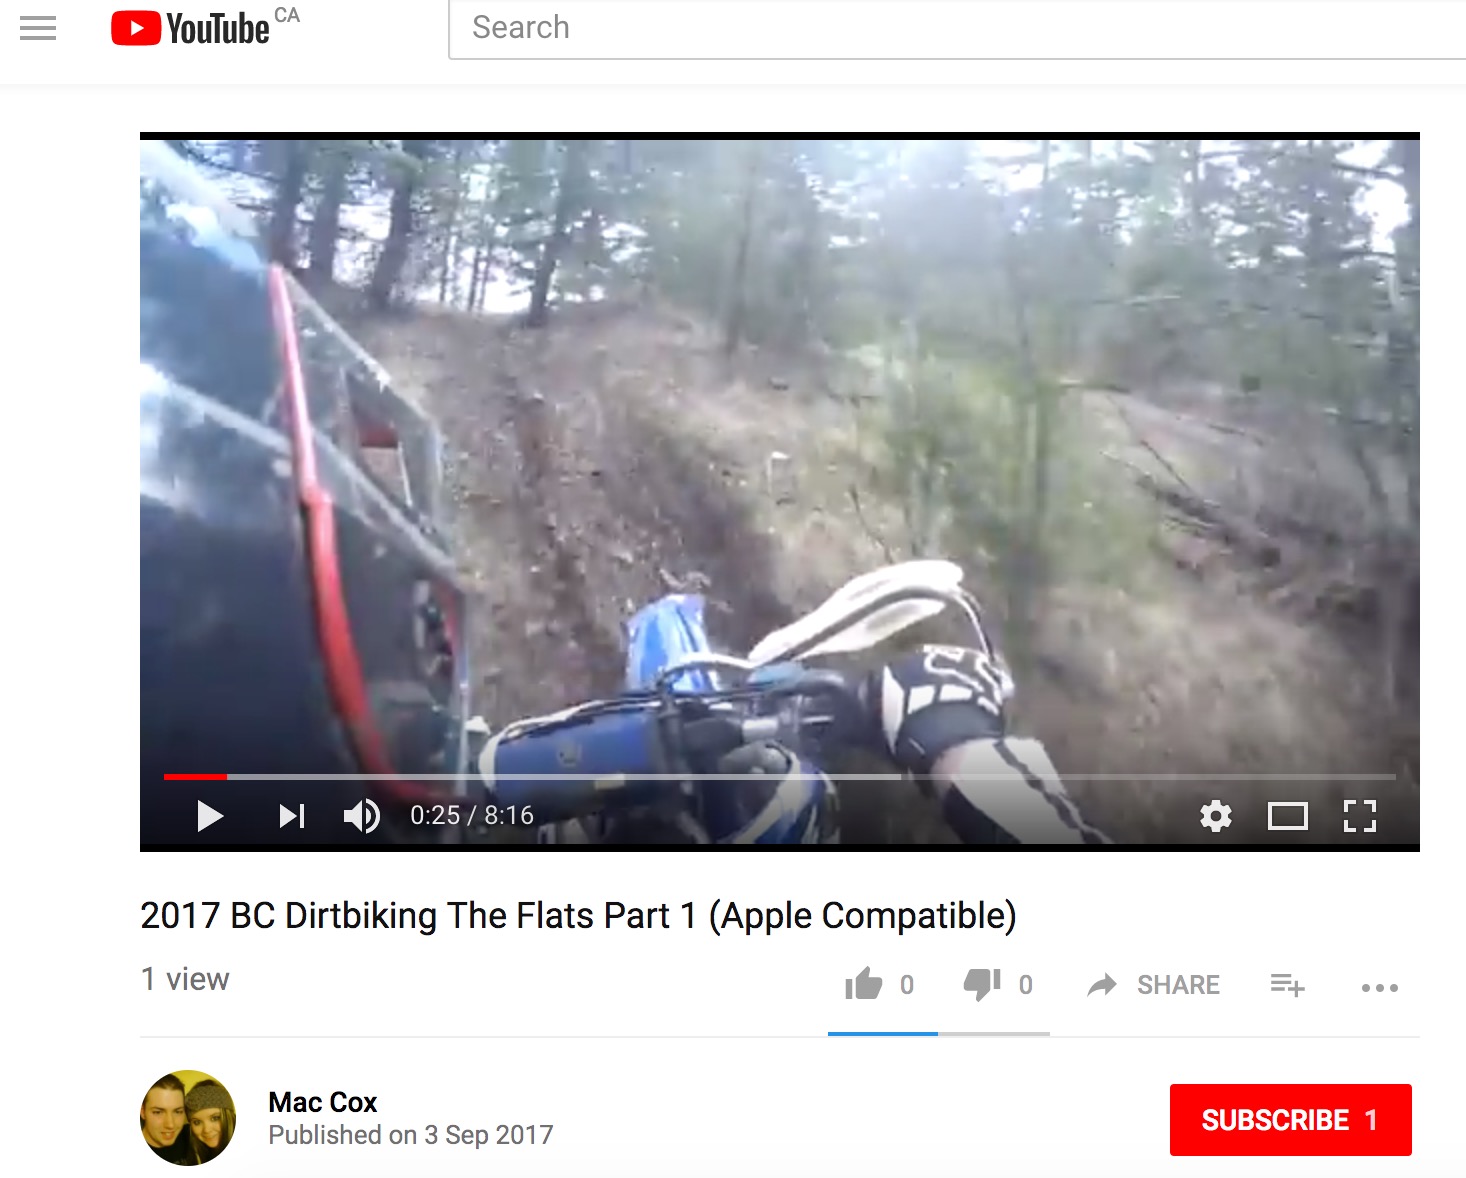 YouTube CA
Search
0:25 / 8:16
2017 BC Dirtbiking The Flats Part 1 (Apple Compatible)
1 view
0
0
SHARE
Mac Cox
Published on 3 Sep 2017
SUBSCRIBE 1